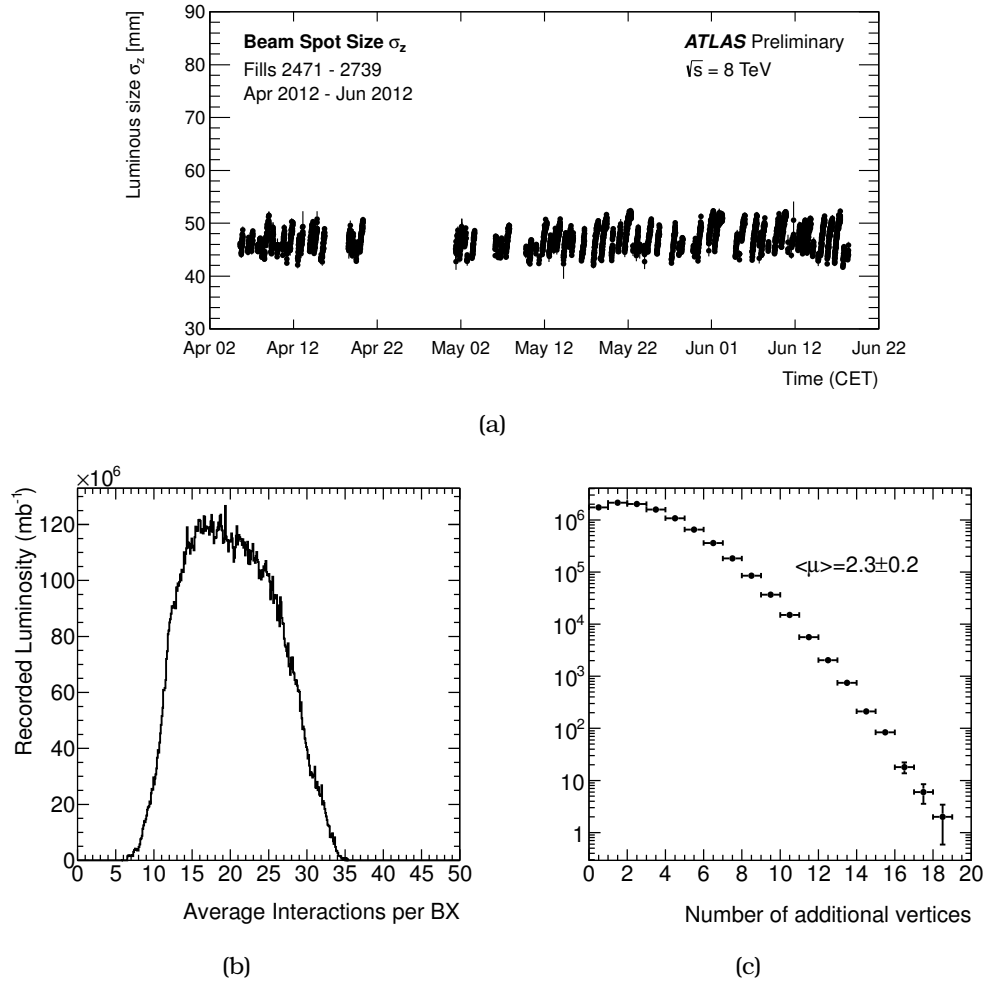 Luminous size σz [mm]
90
80
70
60
50
40
30
Beam Spot Size σz
Fills 2471 - 2739
Apr 2012 - Jun 2012
ATLAS Preliminary
√s = 8 TeV
Apr 02 Apr 12 Apr 22 May 02 May 12 May 22 Jun 01 Jun 12 Jun 22
Time (CET)
(a)
×10⁶
Recorded Luminosity (mb⁻¹)
120
100
80
60
40
20
0
0 5 10 15 20 25 30 35 40 45 50
Average Interactions per BX
(b)
10⁶
10⁵
10⁴
10³
10²
10
1
<μ>=2.3±0.2
0 2 4 6 8 10 12 14 16 18 20
Number of additional vertices
(c)